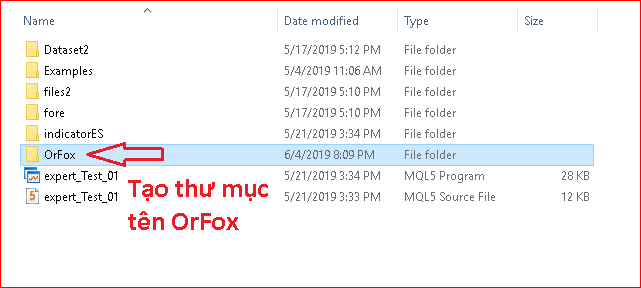 Name Date modified Type Size
Dataset2 5/17/2019 5:12 PM File folder
Examples 5/4/2019 11:06 AM File folder
files2 5/17/2019 5:10 PM File folder
fore 5/17/2019 5:10 PM File folder
indicatorES 5/21/2019 3:34 PM File folder
OrFox 6/4/2019 8:09 PM File folder
expert_Test_01 5/21/2019 3:34 PM MQL5 Program 28 KB
expert_Test_01 5/21/2019 3:33 PM MQL5 Source File 12 KB
Tạo thư mục
tên OrFox